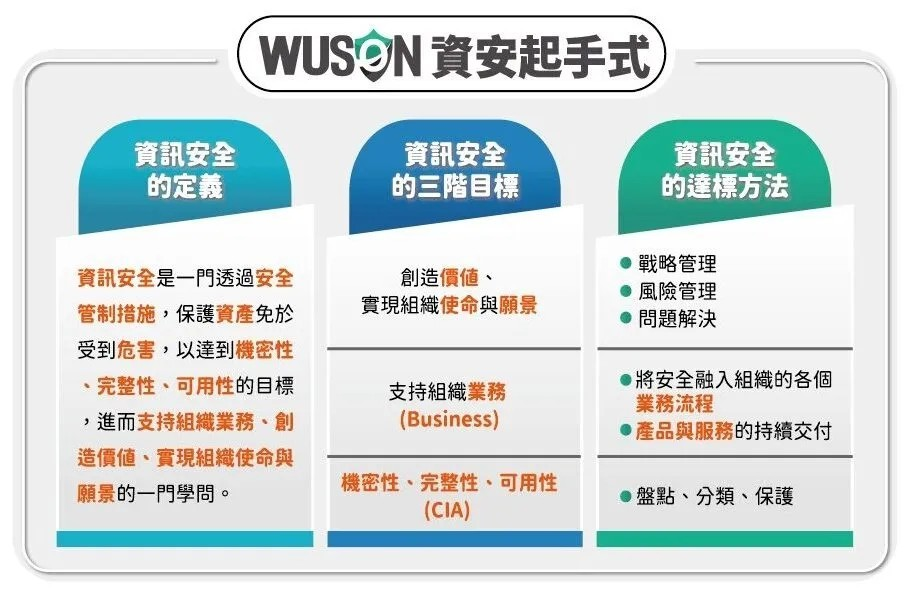 WUSON 資安起手式
資訊安全
的定義
資訊安全是一門透過安全
管制措施，保護資產免於
受到危害，以達到機密性
、完整性、可用性的目標
，進而支持組織業務、創
造價值、實現組織使命與
願景的一門學問。
資訊安全
的三階目標
創造價值、
實現組織使命與願景
支持組織業務
(Business)
機密性、完整性、可用性
(CIA)
資訊安全
的達標方法
● 戰略管理
● 風險管理
● 問題解決
● 將安全融入組織的各個
業務流程
● 產品與服務的持續交付
● 盤點、分類、保護